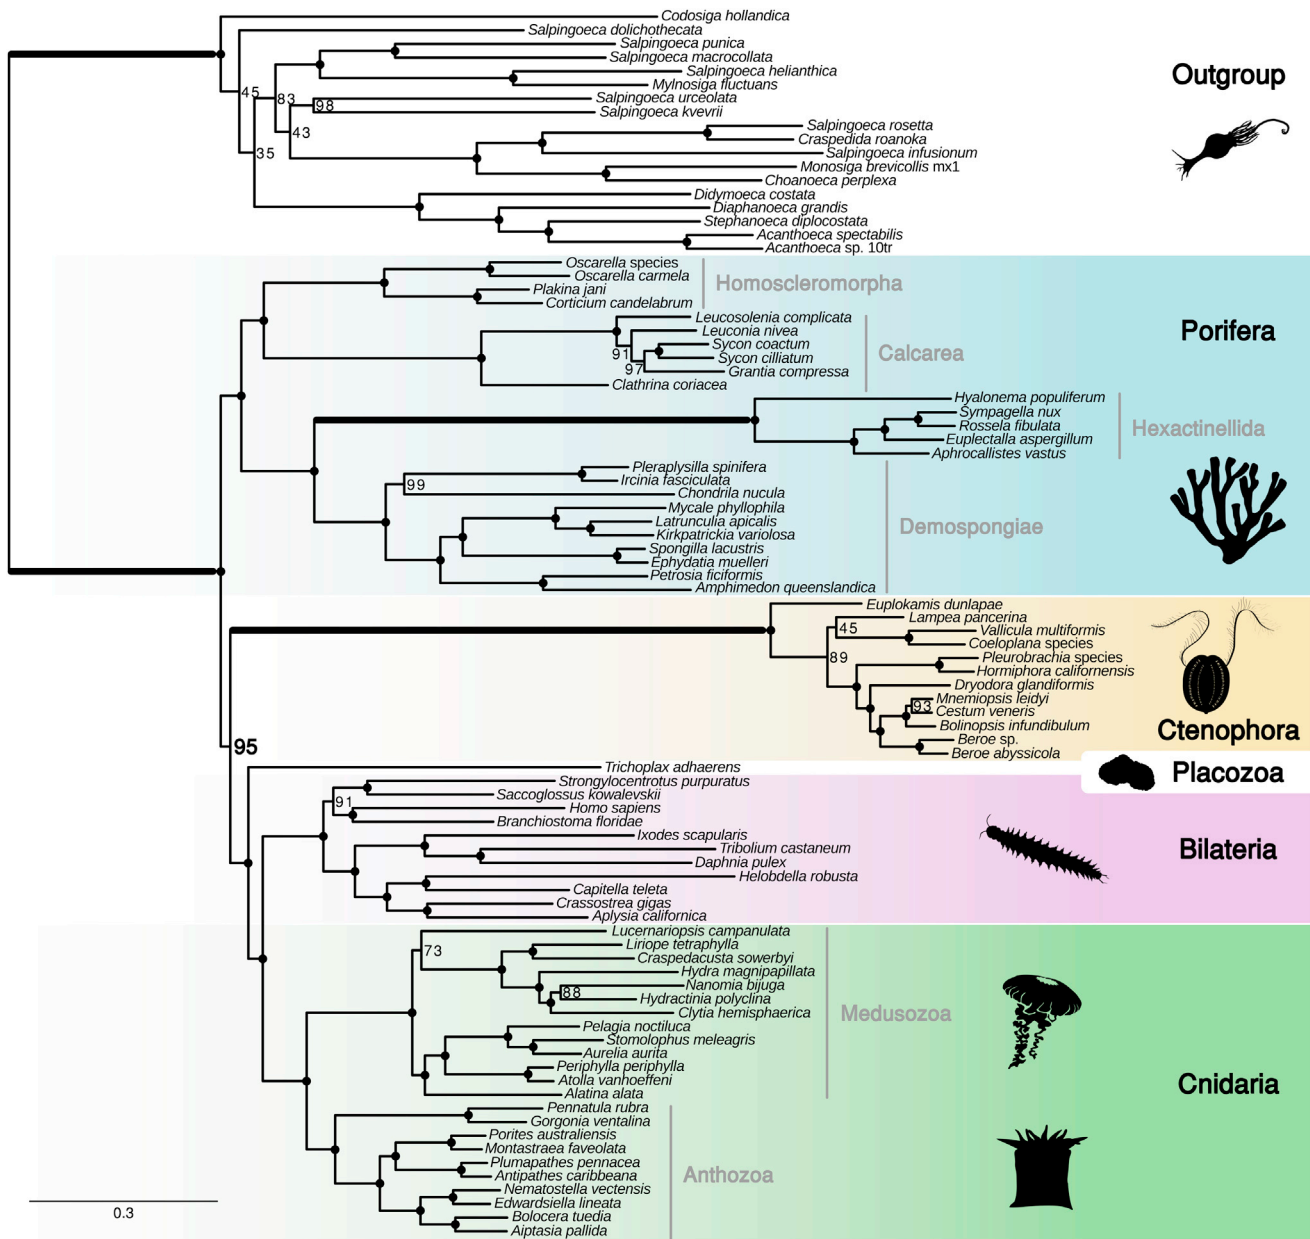 Codosiga hollandica
Salpingoeca dolichothecata
Salpingoeca punica
Salpingoeca macrocollata
Salpingoeca helianthica
Mylnosiga fluctuans
Salpingoeca urceolata
Salpingoeca kvevrii
Salpingoeca rosetta
Craspedida roanoka
Salpingoeca infusionum
Monosiga brevicollis mx1
Choanoeca perplexa
Didymoeca costata
Diaphanoeca grandis
Stephanoeca diplocostata
Acanthoeca spectabilis
Acanthoeca sp. 10tr
45
83
98
43
35
Outgroup
Oscarella species
Oscarella carmela
Plakina jani
Corticium candelabrum
Homoscleromorpha
Leucosolenia complicata
Leuconia nivea
Sycon coactum
Sycon cilliatum
Grantia compressa
Clathrina coriacea
91
97
Calcarea
Porifera
Hyalonema populiferum
Sympagella nux
Rossela fibulata
Euplectalla aspergillum
Aphrocallistes vastus
Hexactinellida
Pleraplysilla spinifera
Ircinia fasciculata
Chondrila nucula
99
Mycale phyllophila
Latrunculia apicalis
Kirkpatrickia variolosa
Spongilla lacustris
Ephydatia muelleri
Petrosia ficiformis
Amphimedon queenslandica
Demospongiae
Euplokamis dunlapae
Lampea pancerina
Vallicula multiformis
Coeloplana species
Pleurobrachia species
Hormiphora californensis
Dryodora glandiformis
Mnemiopsis leidyi
Cestum veneris
Bolinopsis infundibulum
Beroe sp.
Beroe abyssicola
45
89
93
Ctenophora
95
Trichoplax adhaerens
Placozoa
Strongylocentrotus purpuratus
Saccoglossus kowalevskii
Homo sapiens
Branchiostoma floridae
91
Ixodes scapularis
Tribolium castaneum
Daphnia pulex
Helobdella robusta
Capitella teleta
Crassostrea gigas
Aplysia californica
Bilateria
Lucernariopsis campanulata
Liriope tetraphylla
Craspedacusta sowerbyi
Hydra magnipapillata
Nanomia bijuga
Hydractinia polyclina
Clytia hemisphaerica
73
88
Pelagia noctiluca
Stomolophus meleagris
Aurelia aurita
Periphylla periphylla
Atolla vanhoeffeni
Alatina alata
Medusozoa
Cnidaria
Pennatula rubra
Gorgonia ventalina
Porites australiensis
Montastraea faveolata
Plumapathes pennacea
Antipathes caribbeana
Nematostella vectensis
Edwardsiella lineata
Bolocera tuedia
Aiptasia pallida
Anthozoa
0.3